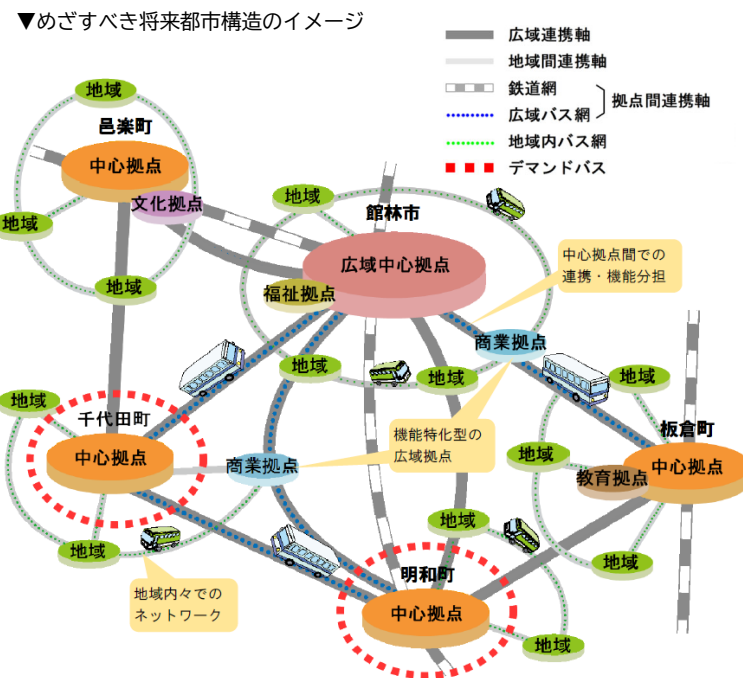 ▼めざすべき将来都市構造のイメージ
広域連携軸
地域間連携軸
鉄道網
広域バス網
拠点間連携軸
地域内バス網
デマンドバス
地域
邑楽町
中心拠点
文化拠点
地域
地域
地域
館林市
広域中心拠点
福祉拠点
中心拠点間での
連携・機能分担
商業拠点
地域
地域
地域
地域
千代田町
中心拠点
機能特化型の
広域拠点
商業拠点
板倉町
中心拠点
教育拠点
地域
地域
地域
地域
地域
明和町
中心拠点
地域
地域内々での
ネットワーク